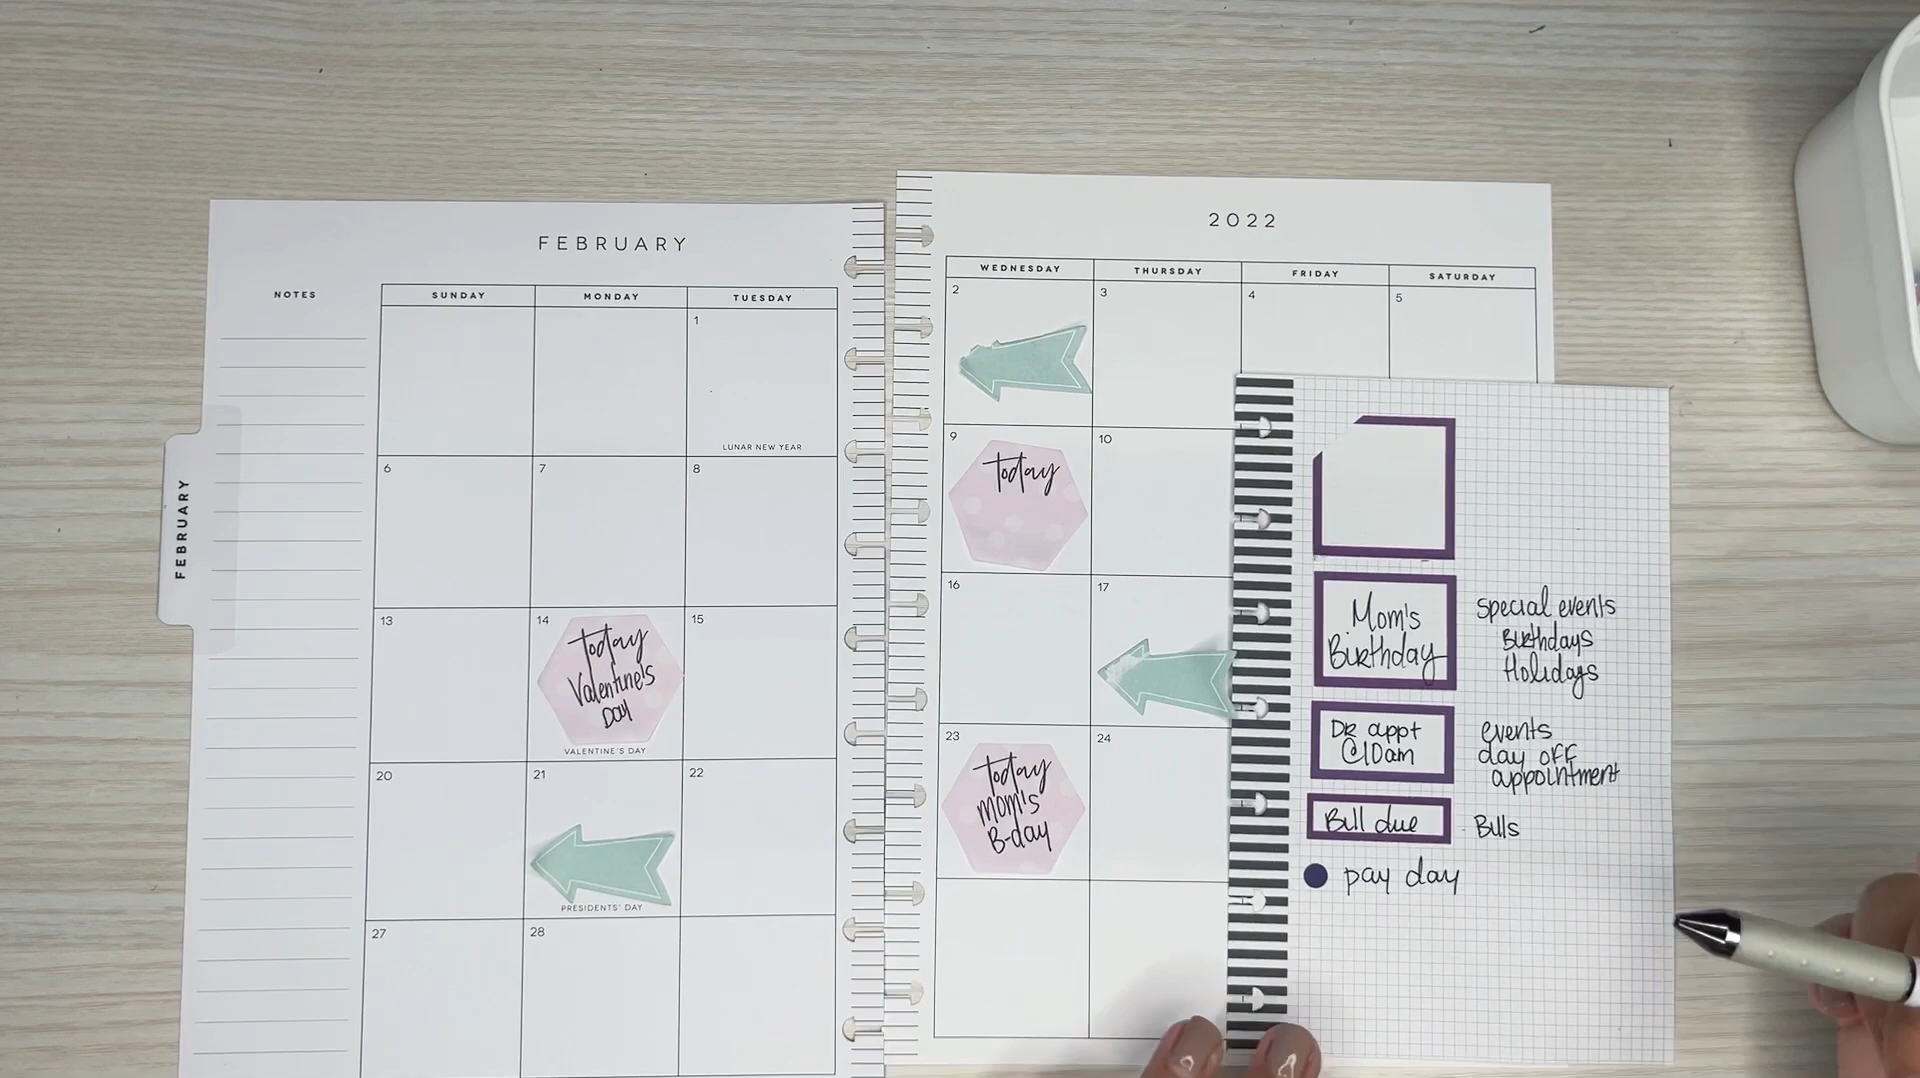 FEBRUARY
NOTES
SUNDAY
MONDAY
TUESDAY
1
LUNAR NEW YEAR
6
7
8
13
14
Today
Valentine's
DAY
VALENTINE'S DAY
15
20
21
PRESIDENTS' DAY
22
27
28
FEBRUARY
2022
WEDNESDAY
THURSDAY
FRIDAY
SATURDAY
2
3
4
5
9
Today
10
16
17
23
Today
Mom's
B-day
24
Mom's
Birthday
Special events
Birthdays
Holidays
DR appt
@10am
events
day off
appointment
Bill due
Bills
pay day